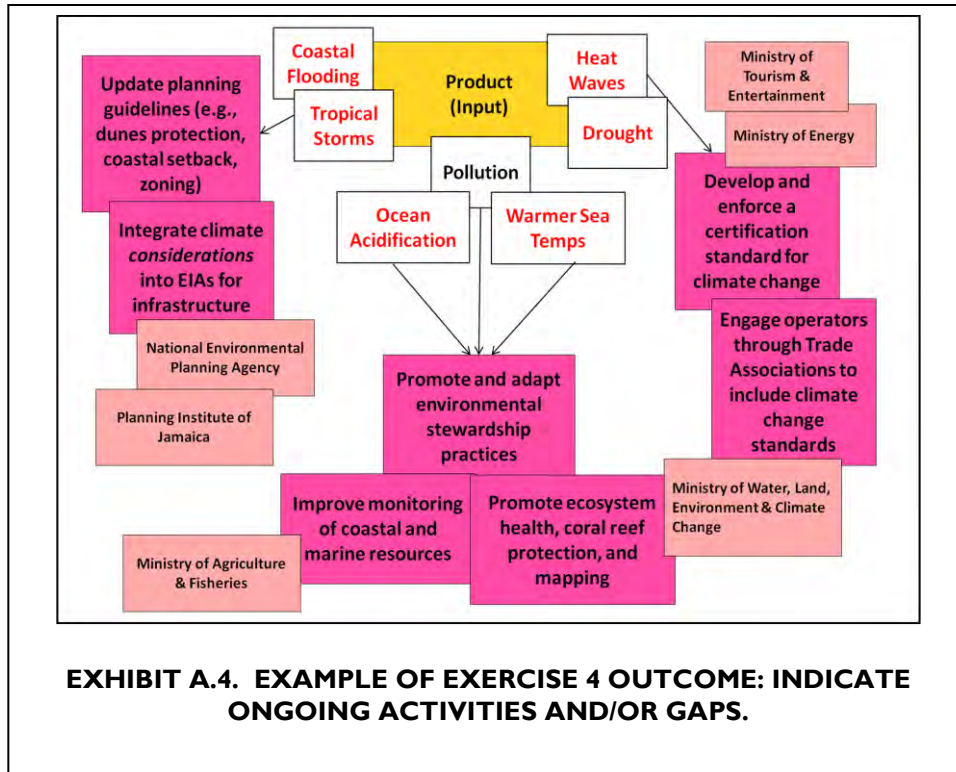 Coastal
Flooding
Tropical
Storms
Product
(Input)
Heat
Waves
Drought
Pollution
Ocean
Acidification
Warmer Sea
Temps
Update planning
guidelines (e.g.,
dunes protection,
coastal setback,
zoning)
Integrate climate
considerations
into EIAs for
infrastructure
National Environmental
Planning Agency
Planning Institute of
Jamaica
Ministry of
Tourism &
Entertainment
Ministry of Energy
Develop and
enforce a
certification
standard for
climate change
Engage operators
through Trade
Associations to
include climate
change
standards
Promote and adapt
environmental
stewardship
practices
Improve monitoring
of coastal and
marine resources
Promote ecosystem
health, coral reef
protection, and
mapping
Ministry of Water, Land,
Environment & Climate
Change
Ministry of Agriculture
& Fisheries
EXHIBIT A.4. EXAMPLE OF EXERCISE 4 OUTCOME: INDICATE
ONGOING ACTIVITIES AND/OR GAPS.